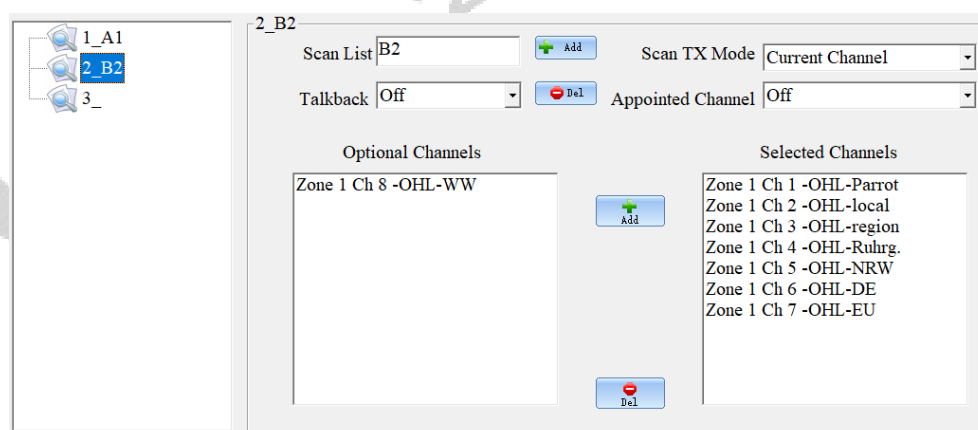 1_A1
2_B2
3_
2_B2
Scan List B2 Add Scan TX Mode Current Channel
Talkback Off Del Appointed Channel Off
Optional Channels
Zone 1 Ch 8 -OHL-WW
Add
Del
Selected Channels
Zone 1 Ch 1 -OHL-Parrot
Zone 1 Ch 2 -OHL-local
Zone 1 Ch 3 -OHL-region
Zone 1 Ch 4 -OHL-Ruhrg.
Zone 1 Ch 5 -OHL-NRW
Zone 1 Ch 6 -OHL-DE
Zone 1 Ch 7 -OHL-EU